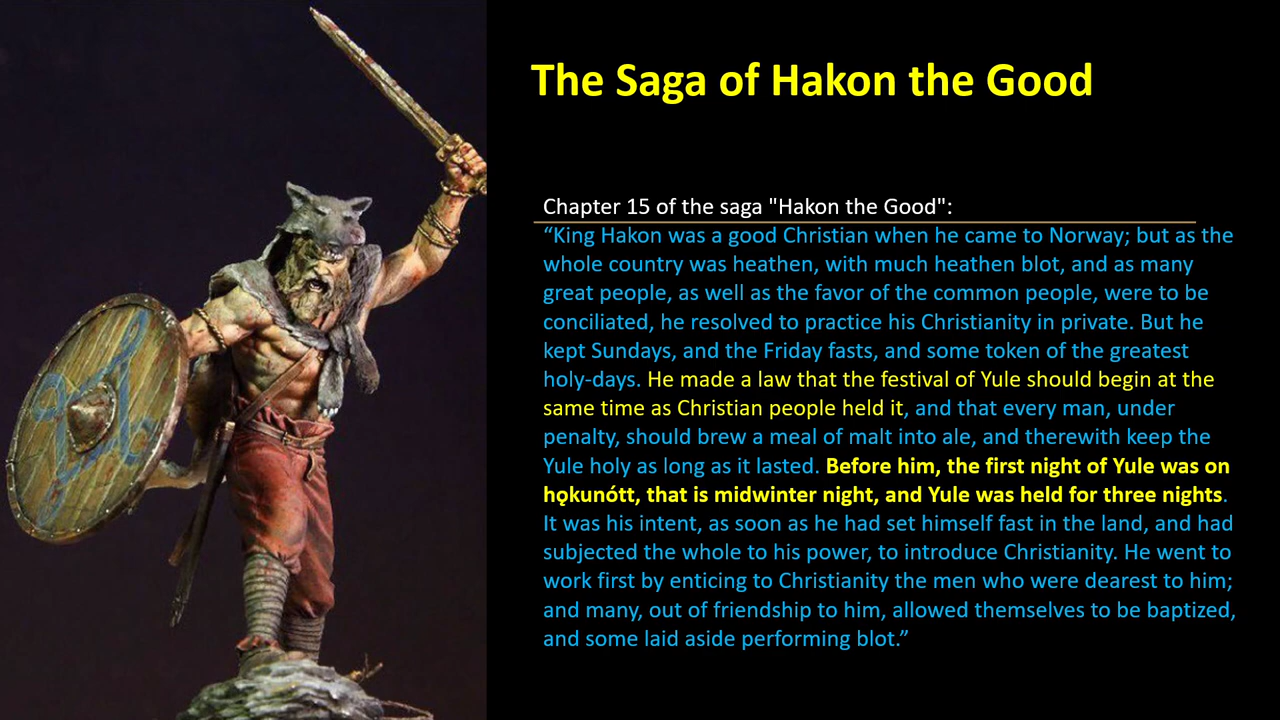 The Saga of Hakon the Good
Chapter 15 of the saga "Hakon the Good":
“King Hakon was a good Christian when he came to Norway; but as the
whole country was heathen, with much heathen blot, and as many
great people, as well as the favor of the common people, were to be
conciliated, he resolved to practice his Christianity in private. But he
kept Sundays, and the Friday fasts, and some token of the greatest
holy-days. He made a law that the festival of Yule should begin at the
same time as Christian people held it, and that every man, under
penalty, should brew a meal of malt into ale, and therewith keep the
Yule holy as long as it lasted. Before him, the first night of Yule was on
hǫkunótt, that is midwinter night, and Yule was held for three nights.
It was his intent, as soon as he had set himself fast in the land, and had
subjected the whole to his power, to introduce Christianity. He went to
work first by enticing to Christianity the men who were dearest to him;
and many, out of friendship to him, allowed themselves to be baptized,
and some laid aside performing blot.”